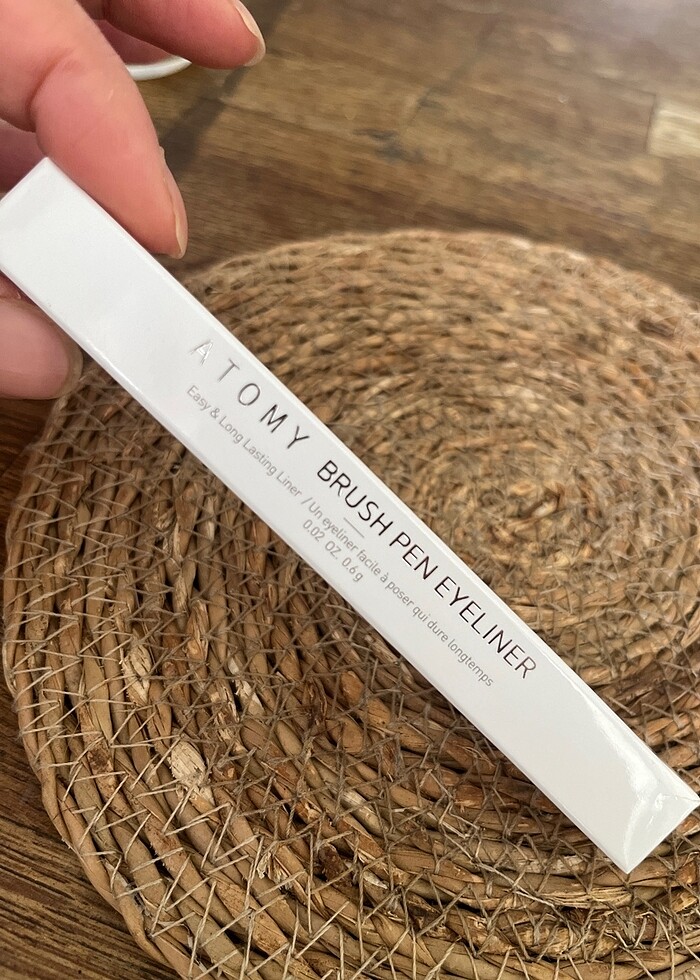 ATOMY BRUSH PEN EYELINER
Easy & Long Lasting Liner / Un eyeliner facile à poser qui dure longtemps
0.02 OZ. 0.6g